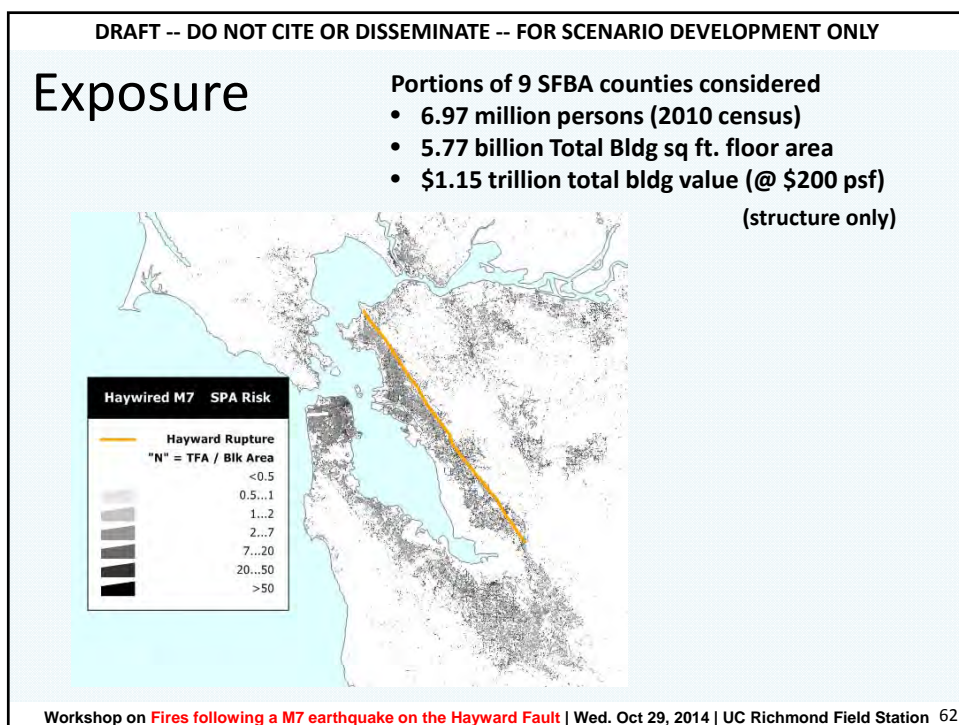 DRAFT -- DO NOT CITE OR DISSEMINATE -- FOR SCENARIO DEVELOPMENT ONLY
Exposure
Portions of 9 SFBA counties considered
• 6.97 million persons (2010 census)
• 5.77 billion Total Bldg sq ft. floor area
• $1.15 trillion total bldg value (@ $200 psf)
(structure only)
Haywired M7 SPA Risk
Hayward Rupture
"N" = TFA / Blk Area
<0.5
0.5...1
1...2
2...7
7...20
20...50
>50
Workshop on Fires following a M7 earthquake on the Hayward Fault | Wed. Oct 29, 2014 | UC Richmond Field Station 62